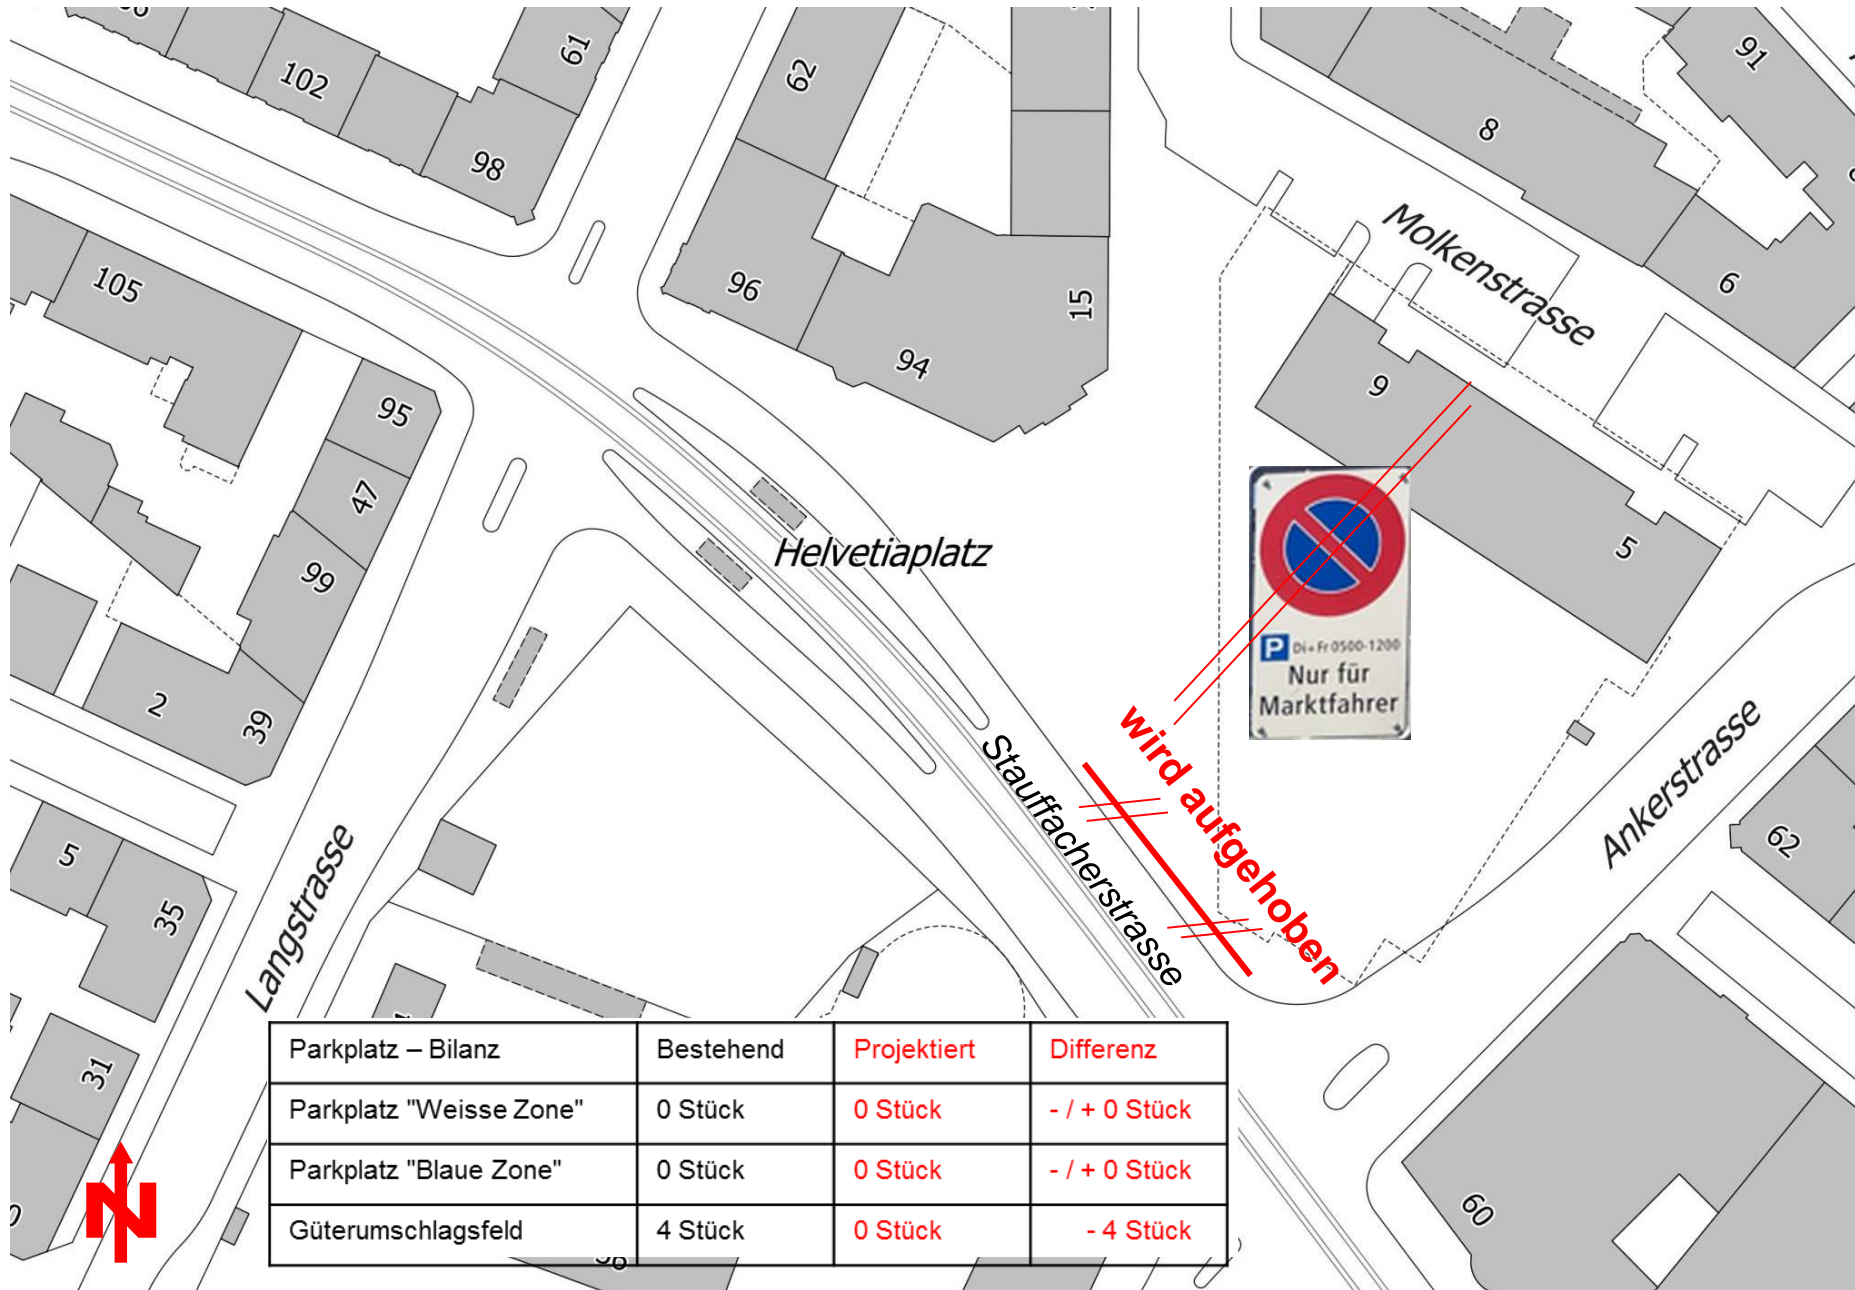 102
61
62
91
98
8
Molkenstrasse
6
105
96
15
94
9
95
47
Helvetiaplatz
5
99
P Di+Fr 0500-1200
Nur für
Marktfahrer
wird aufgehoben
2
39
Stauffacherstrasse
Ankerstrasse
62
5
35
Langstrasse
31
60
N
Parkplatz – Bilanz Bestehend Projektiert Differenz
Parkplatz "Weisse Zone" 0 Stück 0 Stück - / + 0 Stück
Parkplatz "Blaue Zone" 0 Stück 0 Stück - / + 0 Stück
Güterumschlagsfeld 4 Stück 0 Stück - 4 Stück